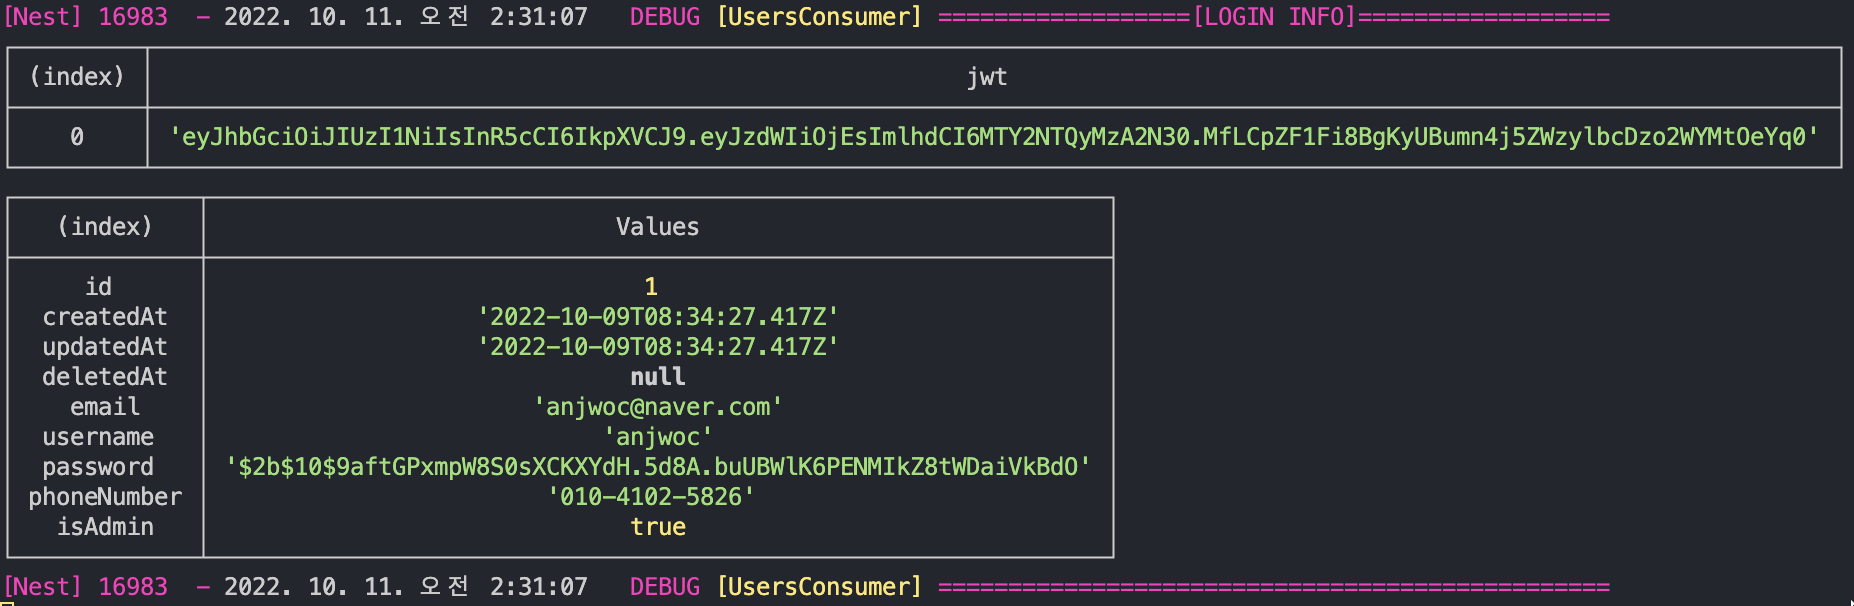 [Nest] 16983  - 2022. 10. 11. 오전 2:31:07   DEBUG [UsersConsumer] ==================[LOGIN INFO]==================
(index) jwt
0 'eyJhbGciOiJIUzI1NiIsInR5cCI6IkpXVCJ9.eyJzdWIiOjEsImlhdCI6MTY2NTQyMzA2N30.MfLCpZF1Fi8BgKyUBumn4j5ZWzylbcDzo2WYMtOeYq0'
(index) Values
id 1
createdAt '2022-10-09T08:34:27.417Z'
updatedAt '2022-10-09T08:34:27.417Z'
deletedAt null
email 'anjwoc@naver.com'
username 'anjwoc'
password '$2b$10$9aftGPxmpW8S0sXCKXYdH.5d8A.buUBWlK6PENMIkZ8tWDaiVkBdO'
phoneNumber '010-4102-5826'
isAdmin true
[Nest] 16983  - 2022. 10. 11. 오전 2:31:07   DEBUG [UsersConsumer] ================================================